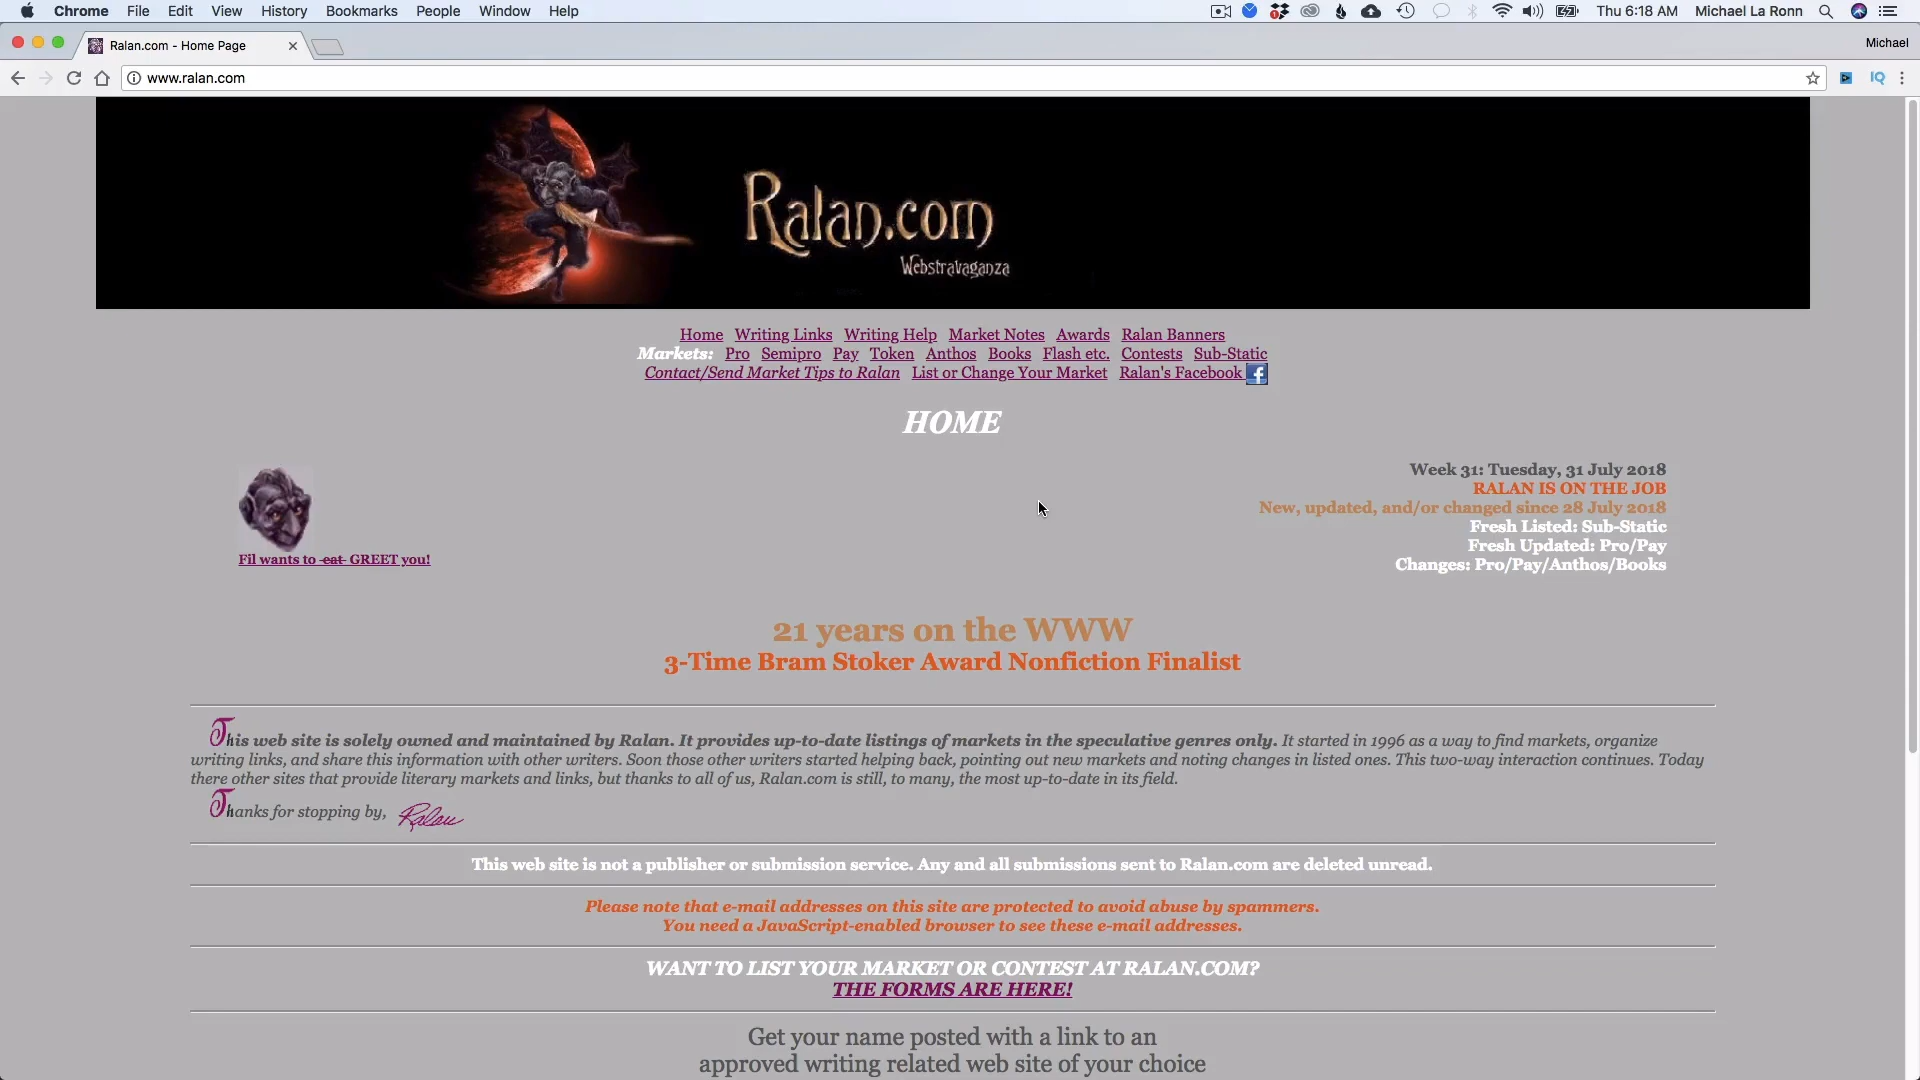 Chrome File Edit View History Bookmarks People Window Help Thu 6:18 AM Michael La Ronn
Ralan.com - Home Page
Michael
www.ralan.com
IQ
Ralan.com
Webstravaganza
Home Writing Links Writing Help Market Notes Awards Ralan Banners
Markets: Pro Semipro Pay Token Anthos Books Flash etc. Contests Sub-Static
Contact/Send Market Tips to Ralan List or Change Your Market Ralan's Facebook
HOME
Week 31: Tuesday, 31 July 2018
RALAN IS ON THE JOB
New, updated, and/or changed since 28 July 2018
Fresh Listed: Sub-Static
Fresh Updated: Pro/Pay
Changes: Pro/Pay/Anthos/Books
Fil wants to -eat- GREET you!
21 years on the WWW
3-Time Bram Stoker Award Nonfiction Finalist
This web site is solely owned and maintained by Ralan. It provides up-to-date listings of markets in the speculative genres only. It started in 1996 as a way to find markets, organize
writing links, and share this information with other writers. Soon those other writers started helping back, pointing out new markets and noting changes in listed ones. This two-way interaction continues. Today
there other sites that provide literary markets and links, but thanks to all of us, Ralan.com is still, to many, the most up-to-date in its field.
Thanks for stopping by, Ralan
This web site is not a publisher or submission service. Any and all submissions sent to Ralan.com are deleted unread.
Please note that e-mail addresses on this site are protected to avoid abuse by spammers.
You need a JavaScript-enabled browser to see these e-mail addresses.
WANT TO LIST YOUR MARKET OR CONTEST AT RALAN.COM?
THE FORMS ARE HERE!
Get your name posted with a link to an
approved writing related web site of your choice